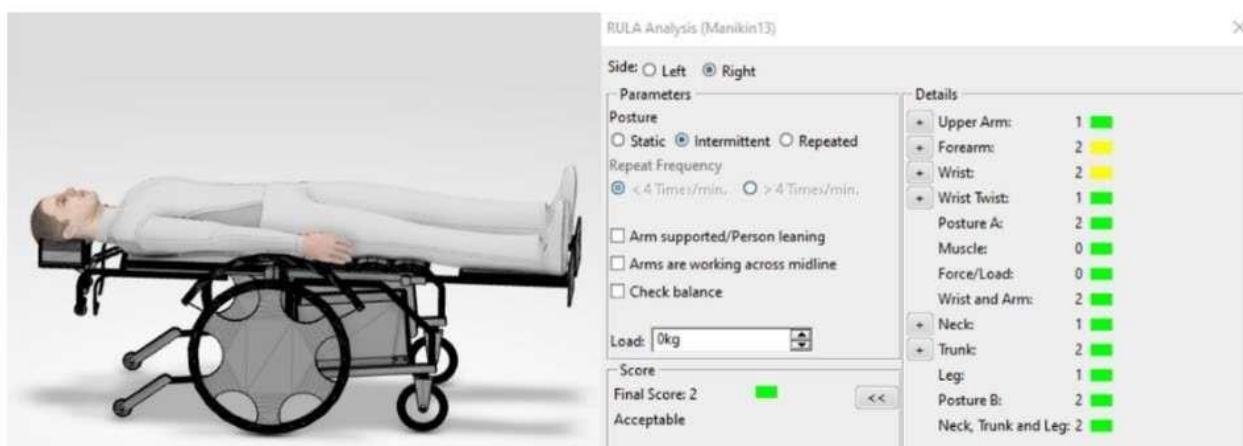 RULA Analysis (Manikin13)
Side: Left Right
Parameters
Posture
Static Intermittent Repeated
Repeat Frequency
< 4 Times/min. > 4 Times/min.
Arm supported/Person leaning
Arms are working across midline
Check balance
Load: 0kg
Score
Final Score: 2
<<
Acceptable
Details
+ Upper Arm: 1
+ Forearm: 2
+ Wrist: 2
+ Wrist Twist: 1
Posture A: 2
Muscle: 0
Force/Load: 0
Wrist and Arm: 2
+ Neck: 1
+ Trunk: 2
Leg: 1
Posture B: 2
Neck, Trunk and Leg: 2